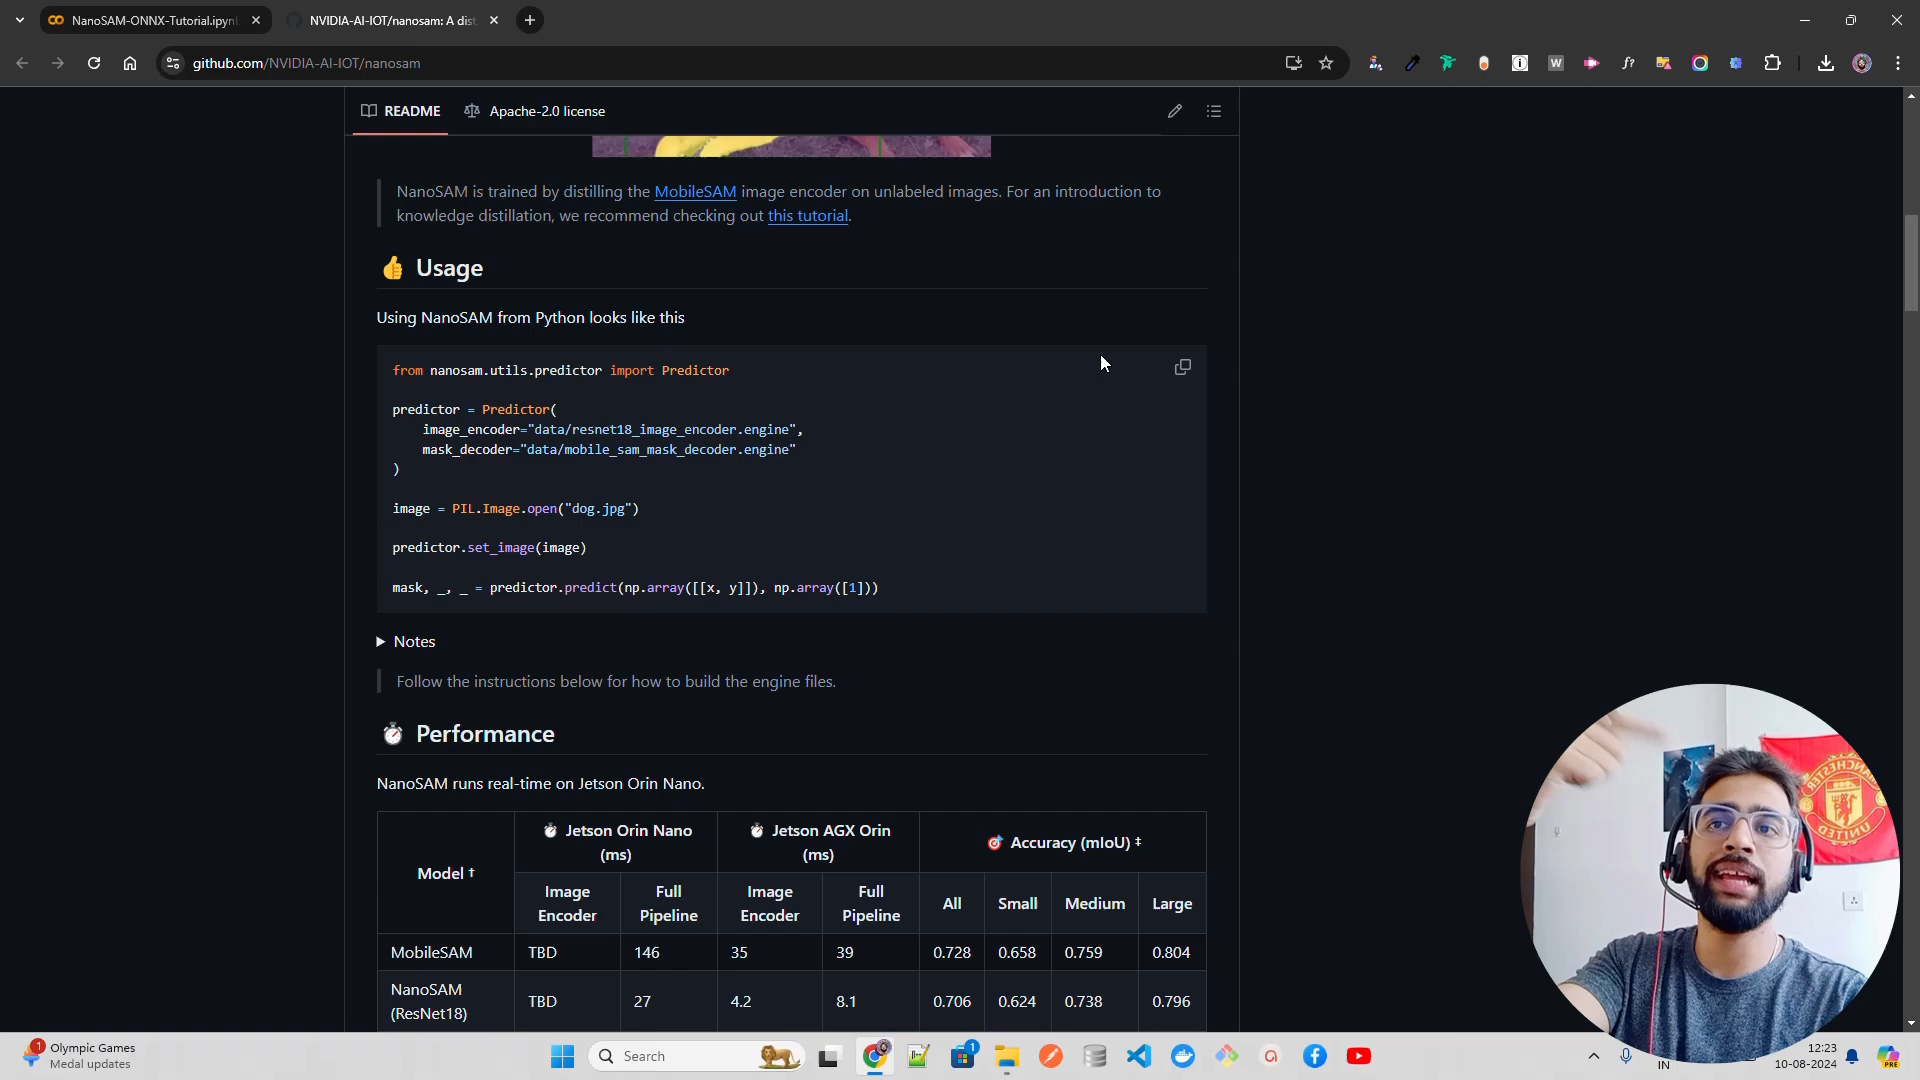 NanoSAM-ONNX-Tutorial.ipyn
NVIDIA-AI-IOT/nanosam: A dist
github.com/NVIDIA-AI-IOT/nanosam
README
Apache-2.0 license
NanoSAM is trained by distilling the MobileSAM image encoder on unlabeled images. For an introduction to
knowledge distillation, we recommend checking out this tutorial.
👍 Usage
Using NanoSAM from Python looks like this
from nanosam.utils.predictor import Predictor
predictor = Predictor(
image_encoder="data/resnet18_image_encoder.engine",
mask_decoder="data/mobile_sam_mask_decoder.engine"
)
image = PIL.Image.open("dog.jpg")
predictor.set_image(image)
mask, _, _ = predictor.predict(np.array([[x, y]]), np.array([1]))
Notes
Follow the instructions below for how to build the engine files.
⏱️ Performance
NanoSAM runs real-time on Jetson Orin Nano.
Model †
⏱️ Jetson Orin Nano
(ms)
⏱️ Jetson AGX Orin
(ms)
🎯 Accuracy (mIoU) ‡
Image
Encoder
Full
Pipeline
Image
Encoder
Full
Pipeline
All
Small
Medium
Large
MobileSAM TBD 146 35 39 0.728 0.658 0.759 0.804
NanoSAM
(ResNet18)
TBD 27 4.2 8.1 0.706 0.624 0.738 0.796
1
Olympic Games
Medal updates
Search
1
IN
12:23
10-08-2024
PRE